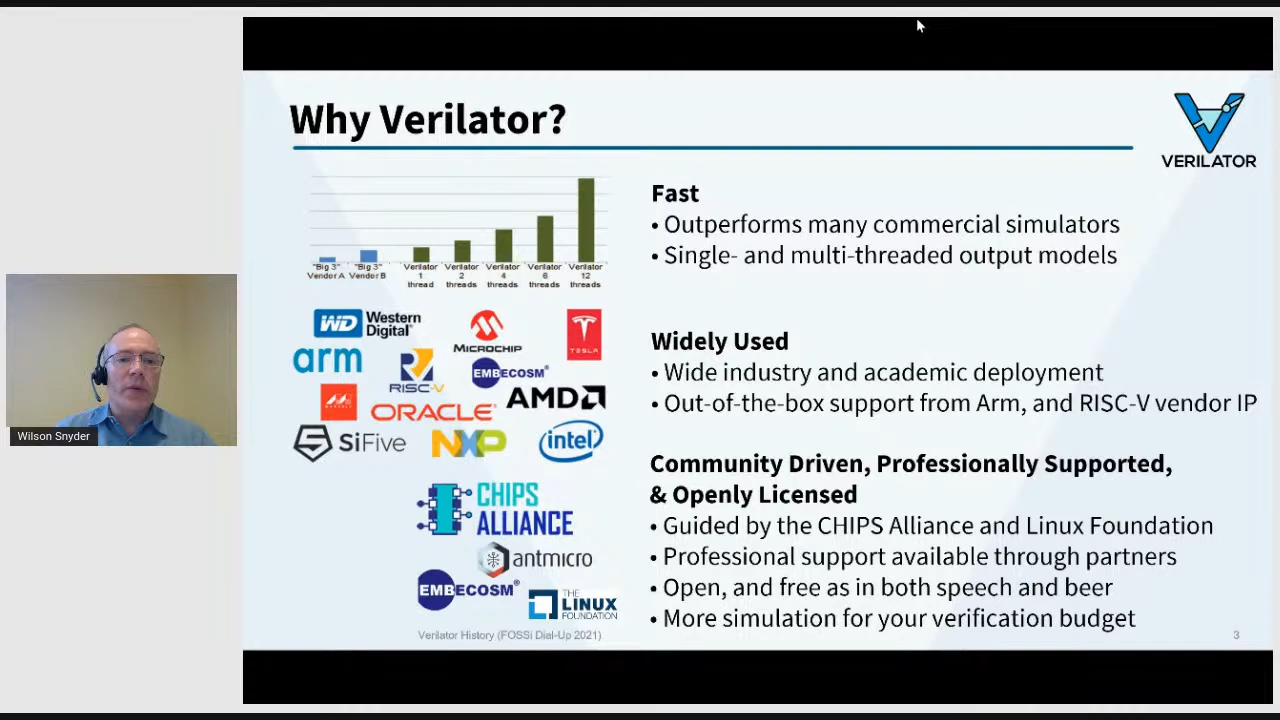 Why Verilator?
VERILATOR
"Big 3" Vendor A
"Big 3" Vendor B
Verilator 1 thread
Verilator 2 threads
Verilator 4 threads
Verilator 6 threads
Verilator 12 threads
Fast
• Outperforms many commercial simulators
• Single- and multi-threaded output models
WD Western Digital®
MICROCHIP
TESLA
arm
RISC-V
EMBECOSM®
ORACLE
AMD
SiFive
NXP
intel
Widely Used
• Wide industry and academic deployment
• Out-of-the-box support from Arm, and RISC-V vendor IP
Wilson Snyder
Community Driven, Professionally Supported,
& Openly Licensed
• Guided by the CHIPS Alliance and Linux Foundation
• Professional support available through partners
• Open, and free as in both speech and beer
• More simulation for your verification budget
CHIPS
ALLIANCE
antmicro
EMBECOSM®
THE
LINUX
FOUNDATION
Verilator History (FOSSi Dial-Up 2021)
3